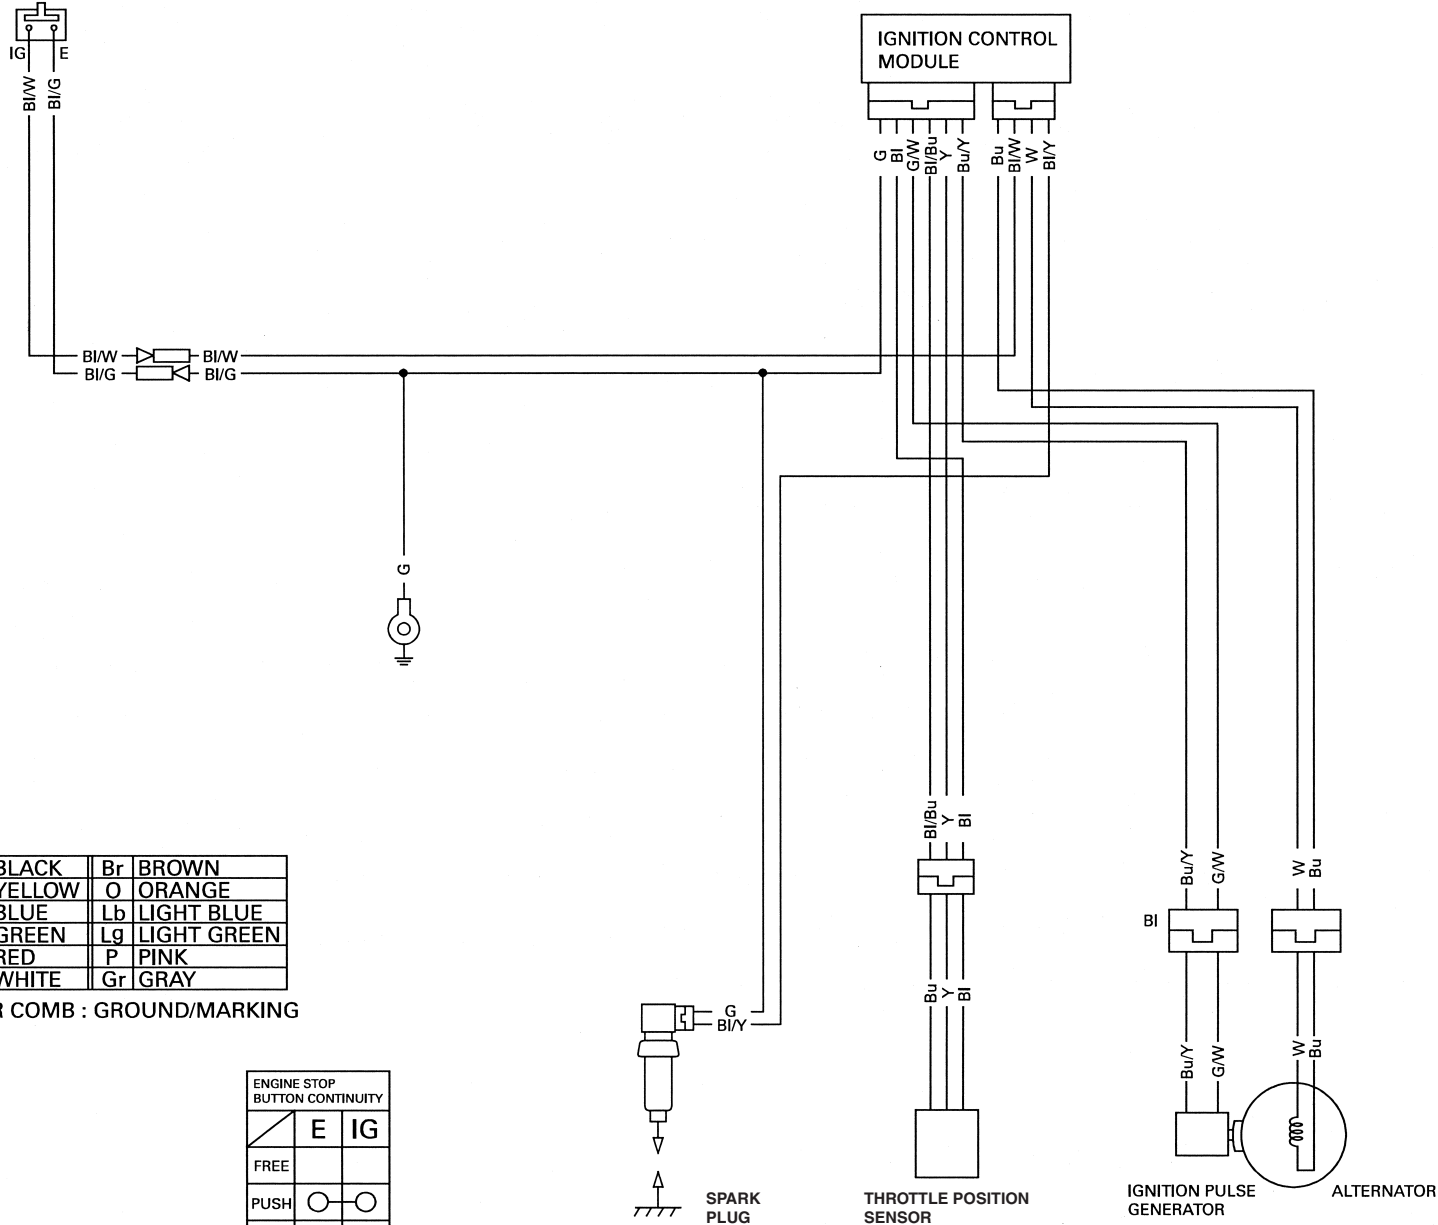 IGNITION CONTROL
MODULE
IG E
Bl/W Bl/G
G Bl G/W Bl/Bu Y Bu/Y Bu Bl/W W Bl/Y
Bl/W Bl/W
Bl/G Bl/G
G
Bl/Bu Y Bl
Bu/Y G/W W Bu
BLACK Br BROWN
YELLOW O ORANGE
BLUE Lb LIGHT BLUE
GREEN Lg LIGHT GREEN
RED P PINK
WHITE Gr GRAY
R COMB : GROUND/MARKING
Bl
Bu Y Bl
G
Bl/Y
Bu/Y G/W W Bu
ENGINE STOP
BUTTON CONTINUITY
E IG
FREE
PUSH
SPARK
PLUG
THROTTLE POSITION
SENSOR
IGNITION PULSE
GENERATOR
ALTERNATOR